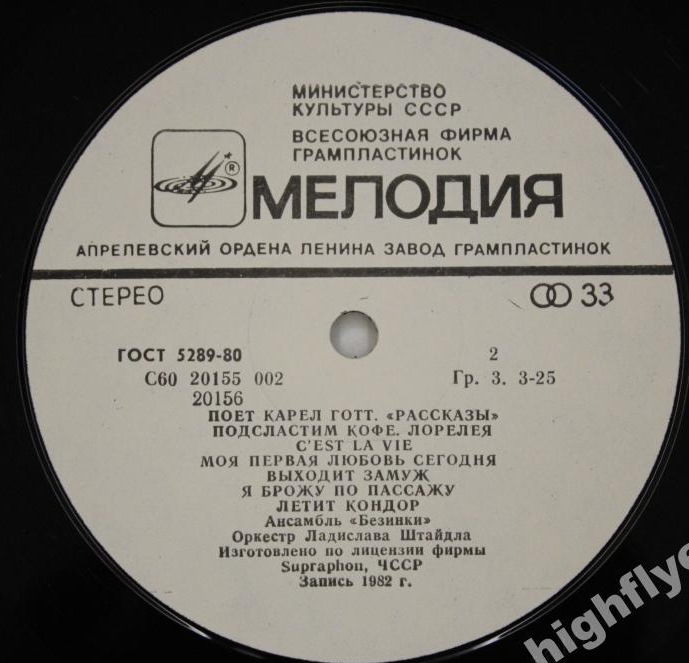 МИНИСТЕРСТВО
КУЛЬТУРЫ СССР
ВСЕСОЮЗНАЯ ФИРМА
ГРАМПЛАСТИНОК
®
МЕЛОДИЯ
АПРЕЛЕВСКИЙ ОРДЕНА ЛЕНИНА ЗАВОД ГРАМПЛАСТИНОК
СТЕРЕО 33
ГОСТ 5289-80 2
С60 20155 002 Гр. 3. 3-25
20156
ПОЕТ КАРЕЛ ГОТТ. «РАССКАЗЫ»
ПОДСЛАСТИМ КОФЕ. ЛОРЕЛЕЯ
C'EST LA VIE
МОЯ ПЕРВАЯ ЛЮБОВЬ СЕГОДНЯ
ВЫХОДИТ ЗАМУЖ
Я БРОЖУ ПО ПАССАЖУ
ЛЕТИТ КОНДОР
Ансамбль «Безинки»
Оркестр Ладислава Штайдла
Изготовлено по лицензии фирмы
Supraphon, ЧССР
Запись 1982 г.